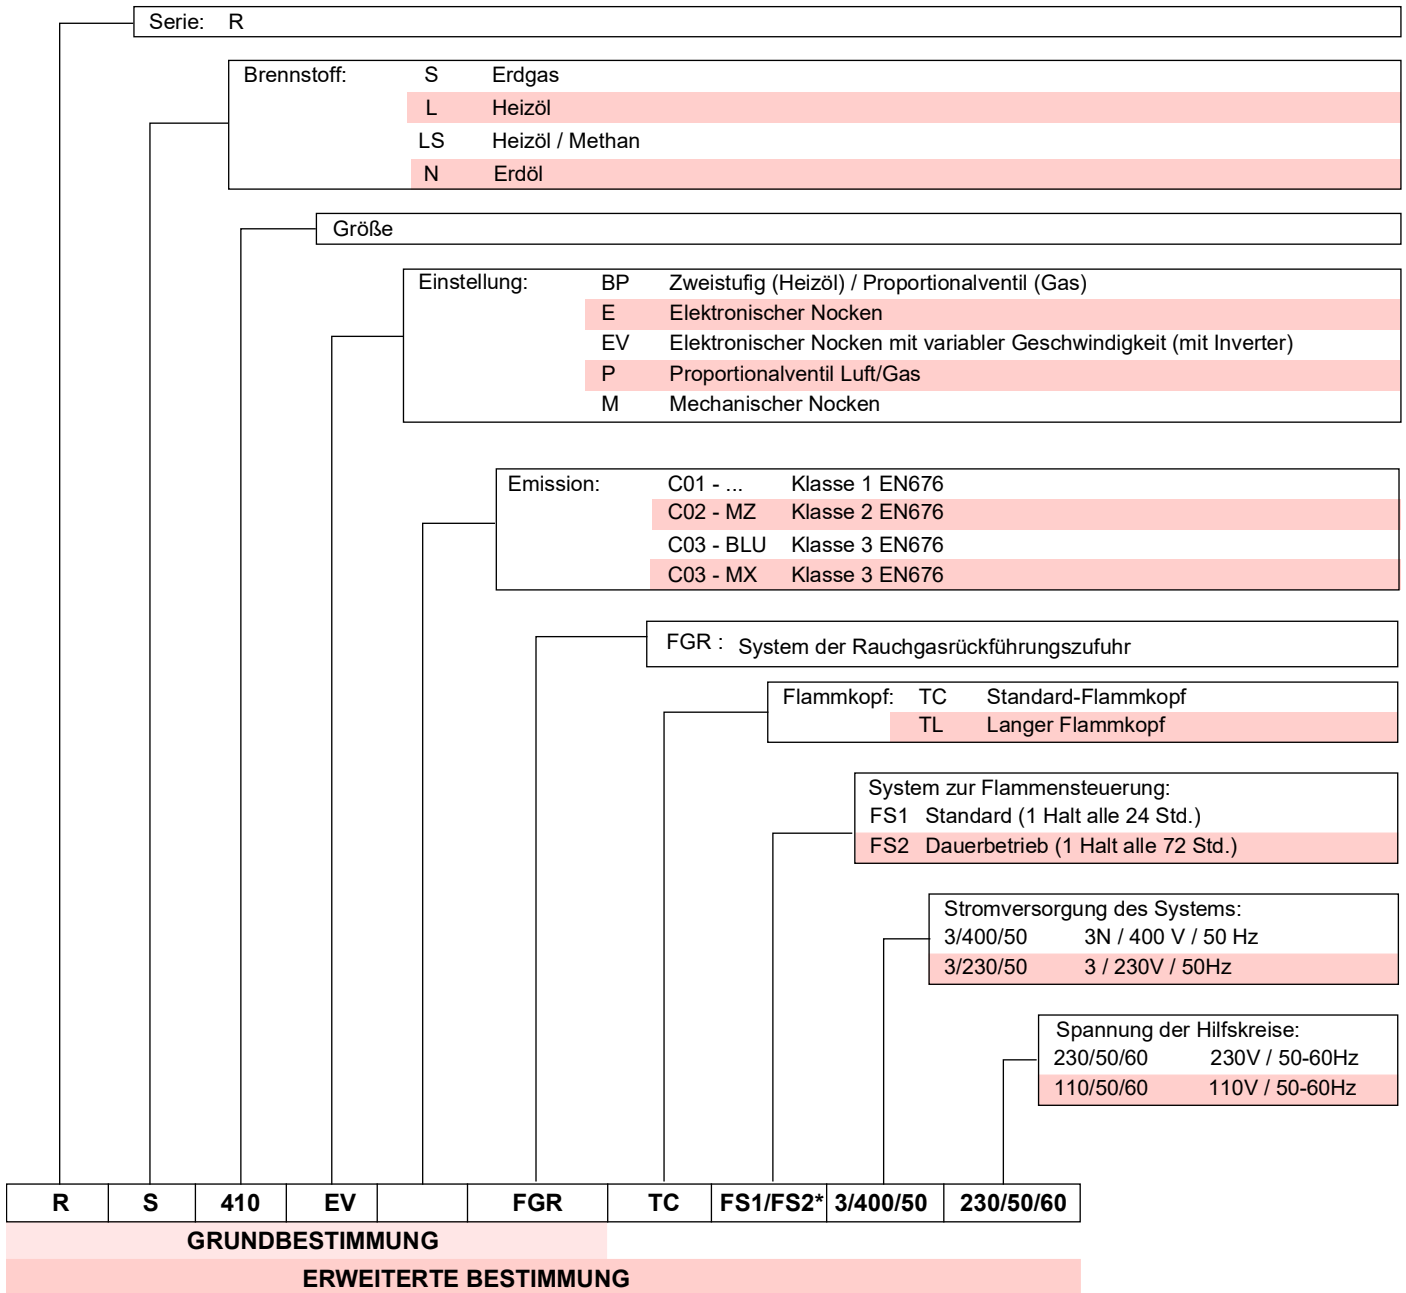 Serie: R
Brennstoff: S Erdgas
L Heizöl
LS Heizöl / Methan
N Erdöl
Größe
Einstellung: BP Zweistufig (Heizöl) / Proportionalventil (Gas)
E Elektronischer Nocken
EV Elektronischer Nocken mit variabler Geschwindigkeit (mit Inverter)
P Proportionalventil Luft/Gas
M Mechanischer Nocken
Emission: C01 - ... Klasse 1 EN676
C02 - MZ Klasse 2 EN676
C03 - BLU Klasse 3 EN676
C03 - MX Klasse 3 EN676
FGR : System der Rauchgasrückführungszufuhr
Flammkopf: TC Standard-Flammkopf
TL Langer Flammkopf
System zur Flammensteuerung:
FS1 Standard (1 Halt alle 24 Std.)
FS2 Dauerbetrieb (1 Halt alle 72 Std.)
Stromversorgung des Systems:
3/400/50 3N / 400 V / 50 Hz
3/230/50 3 / 230V / 50Hz
Spannung der Hilfskreise:
230/50/60 230V / 50-60Hz
110/50/60 110V / 50-60Hz
R S 410 EV FGR TC FS1/FS2* 3/400/50 230/50/60
GRUNDBESTIMMUNG
ERWEITERTE BESTIMMUNG